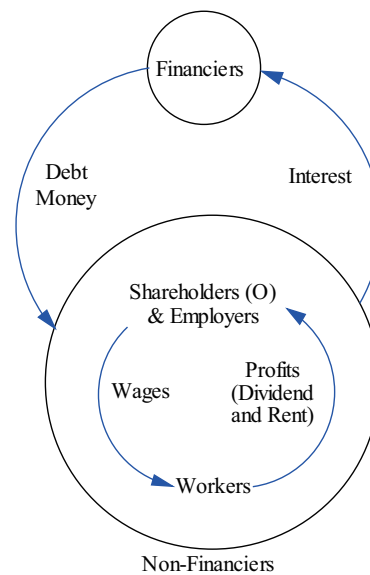 Financiers
Debt
Money
Interest
Shareholders (O)
& Employers
Wages
Profits
(Dividend
and Rent)
Workers
Non-Financiers